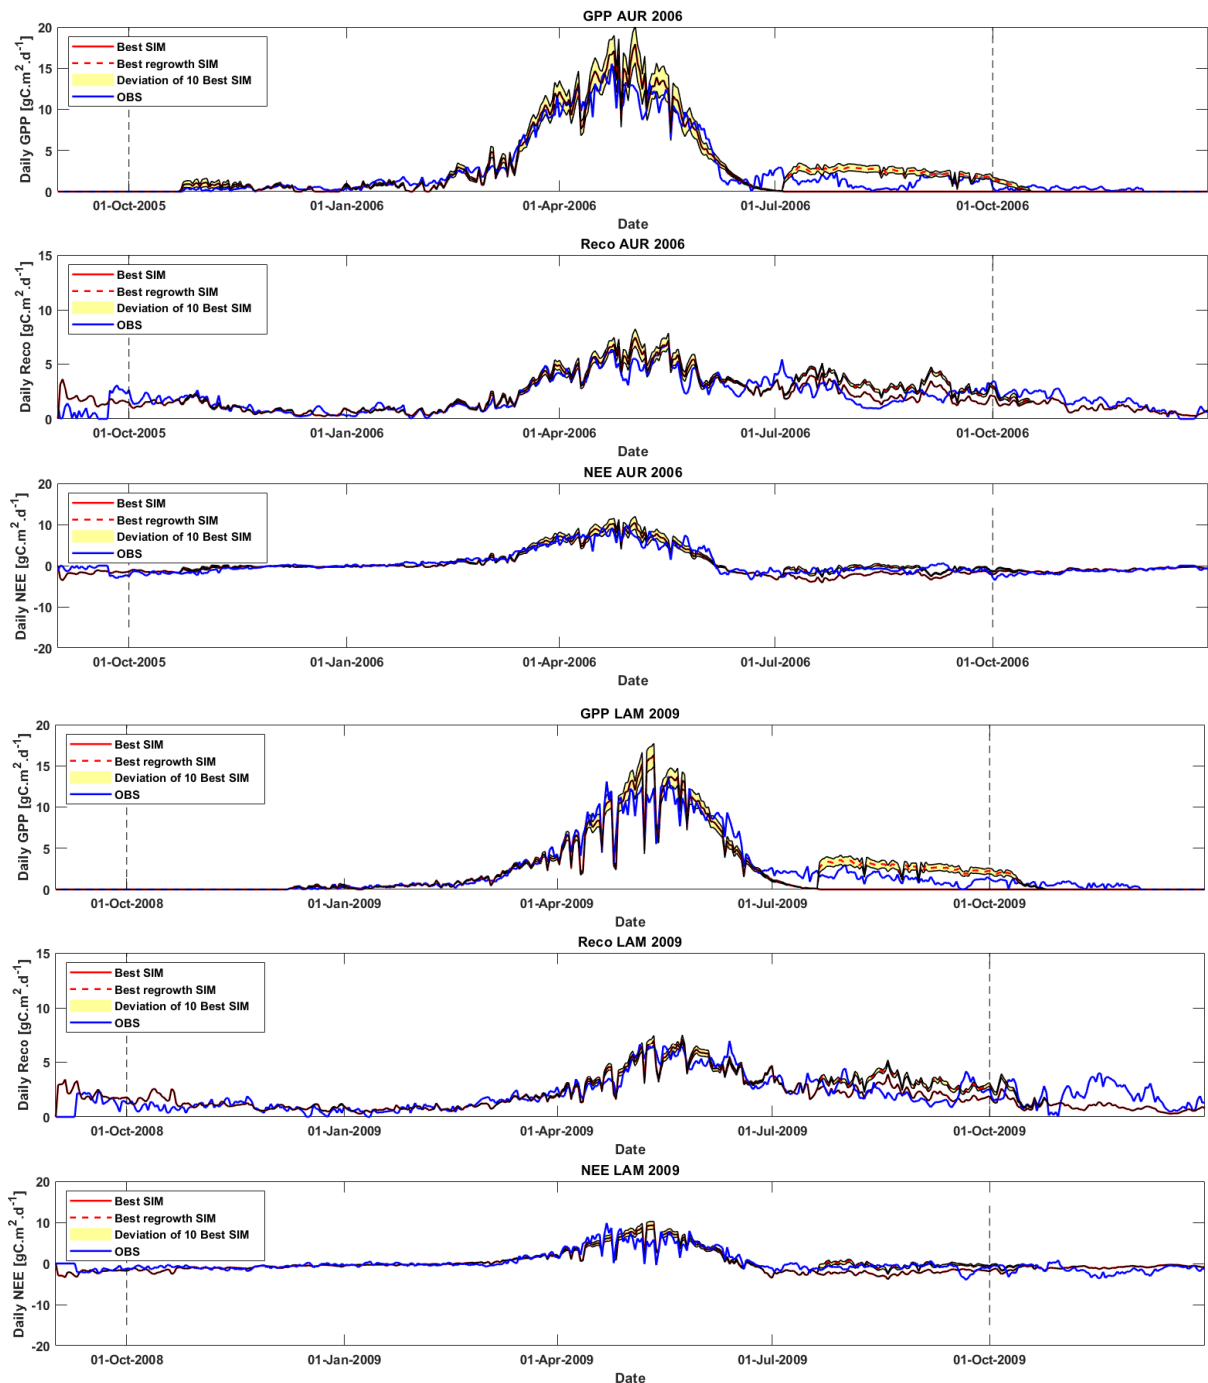 GPP AUR 2006
Daily GPP [gC.m².d⁻¹]
20
15
10
5
0
Best SIM
Best regrowth SIM
Deviation of 10 Best SIM
OBS
01-Oct-2005 01-Jan-2006 01-Apr-2006 01-Jul-2006 01-Oct-2006
Date
Reco AUR 2006
Daily Reco [gC.m².d⁻¹]
15
10
5
0
Best SIM
Best regrowth SIM
Deviation of 10 Best SIM
OBS
01-Oct-2005 01-Jan-2006 01-Apr-2006 01-Jul-2006 01-Oct-2006
Date
NEE AUR 2006
Daily NEE [gC.m².d⁻¹]
20
10
0
-10
-20
Best SIM
Best regrowth SIM
Deviation of 10 Best SIM
OBS
01-Oct-2005 01-Jan-2006 01-Apr-2006 01-Jul-2006 01-Oct-2006
Date
GPP LAM 2009
Daily GPP [gC.m².d⁻¹]
20
15
10
5
0
Best SIM
Best regrowth SIM
Deviation of 10 Best SIM
OBS
01-Oct-2008 01-Jan-2009 01-Apr-2009 01-Jul-2009 01-Oct-2009
Date
Reco LAM 2009
Daily Reco [gC.m².d⁻¹]
15
10
5
0
Best SIM
Best regrowth SIM
Deviation of 10 Best SIM
OBS
01-Oct-2008 01-Jan-2009 01-Apr-2009 01-Jul-2009 01-Oct-2009
Date
NEE LAM 2009
Daily NEE [gC.m².d⁻¹]
20
10
0
-10
-20
Best SIM
Best regrowth SIM
Deviation of 10 Best SIM
OBS
01-Oct-2008 01-Jan-2009 01-Apr-2009 01-Jul-2009 01-Oct-2009
Date